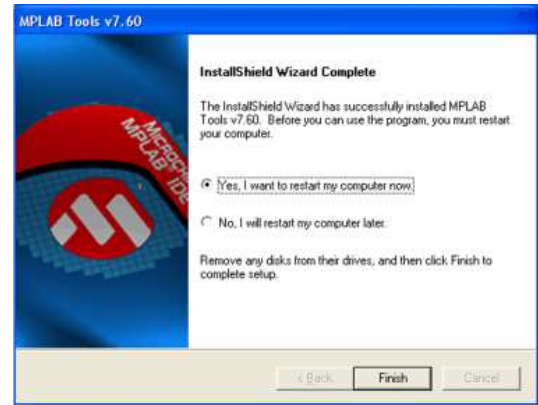 MPLAB Tools v7.60
InstallShield Wizard Complete
The InstallShield Wizard has successfully installed MPLAB
Tools v7.60. Before you can use the program, you must restart
your computer.
MICROCHIP
MPLAB IDE
Yes, I want to restart my computer now.
No, I will restart my computer later.
Remove any disks from their drives, and then click Finish to
complete setup.
< Back
Finish
Cancel